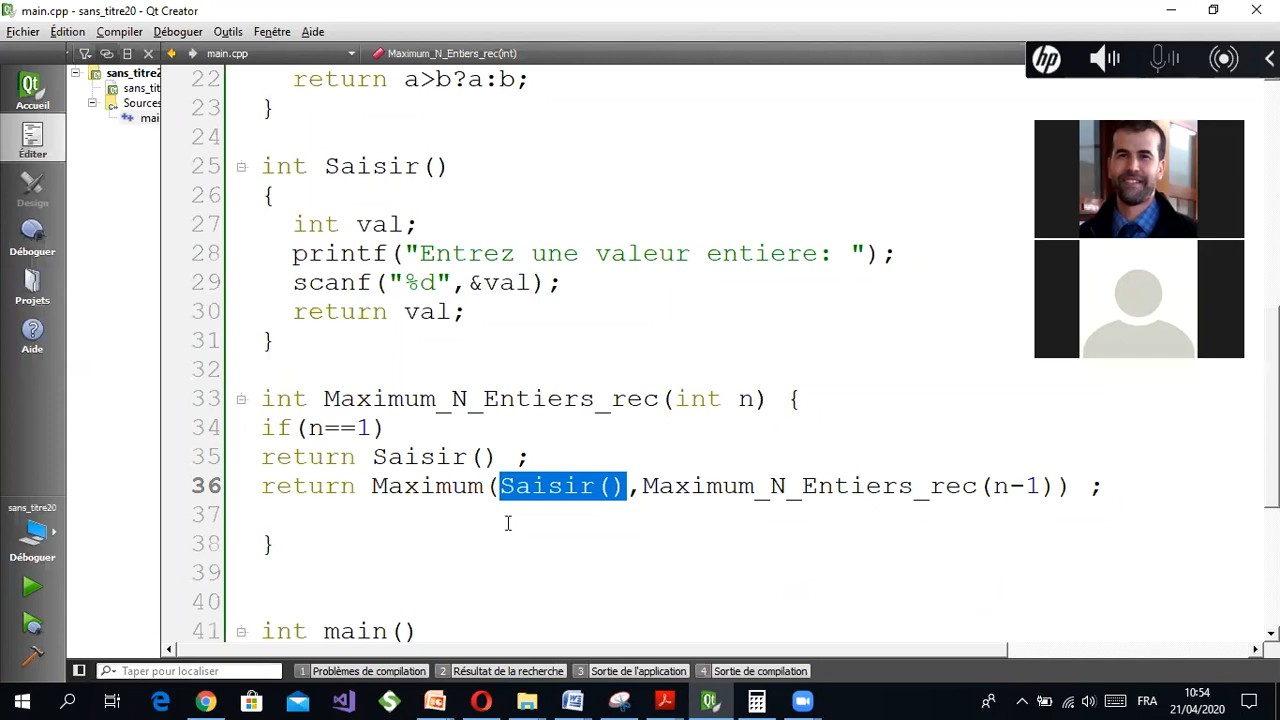 main.cpp - sans_titre20 - Qt Creator
Fichier Édition Compiler Déboguer Outils Fenêtre Aide
main.cpp Maximum_N_Entiers_rec(int)
hp
Qt
Accueil
Éditer
Design
Déboguer
Projets
Aide
sans_titre20
Déboguer
sans_titre2
sans_tit
Sources
mai
22 return a>b?a:b;
23 }
24
25 int Saisir()
26 {
27 int val;
28 printf("Entrez une valeur entiere: ");
29 scanf("%d",&val);
30 return val;
31 }
32
33 int Maximum_N_Entiers_rec(int n) {
34 if(n==1)
35 return Saisir() ;
36 return Maximum(Saisir(),Maximum_N_Entiers_rec(n-1)) ;
37
38 }
39
40
41 int main()
Taper pour localiser 1 Problèmes de compilation 2 Résultat de la recherche 3 Sortie de l'application 4 Sortie de compilation
FRA 10:54
21/04/2020